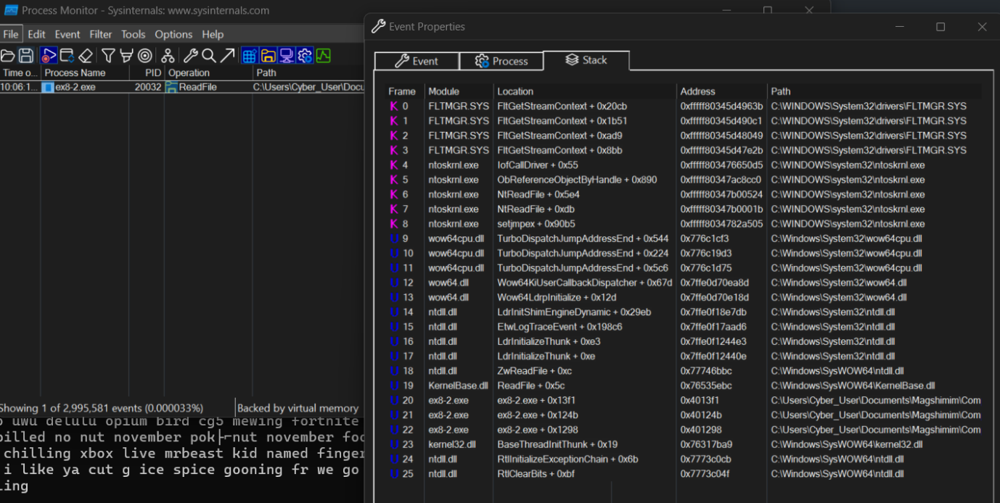 Process Monitor - Sysinternals: www.sysinternals.com
File Edit Event Filter Tools Options Help
Time o... Process Name PID Operation Path
10:06:1... ex8-2.exe 20032 ReadFile C:\Users\Cyber_User\Docu
Showing 1 of 2,995,581 events (0.000033%) Backed by virtual memory
uwu delulu opium bird cg5 mewing fortnite
pilled no nut november pok├⌐nut november foo
chilling xbox live mrbeast kid named finger
i like ya cut g ice spice gooning fr we go
ling
Event Properties
Event Process Stack
Frame Module Location Address Path
K 0 FLTMGR.SYS FltGetStreamContext + 0x20cb 0xfffff80345d4963b C:\WINDOWS\System32\drivers\FLTMGR.SYS
K 1 FLTMGR.SYS FltGetStreamContext + 0x1b51 0xfffff80345d490c1 C:\WINDOWS\System32\drivers\FLTMGR.SYS
K 2 FLTMGR.SYS FltGetStreamContext + 0xad9 0xfffff80345d48049 C:\WINDOWS\System32\drivers\FLTMGR.SYS
K 3 FLTMGR.SYS FltGetStreamContext + 0x8bb 0xfffff80345d47e2b C:\WINDOWS\System32\drivers\FLTMGR.SYS
K 4 ntoskrnl.exe IofCallDriver + 0x55 0xfffff803476650d5 C:\WINDOWS\system32\ntoskrnl.exe
K 5 ntoskrnl.exe ObReferenceObjectByHandle + 0x890 0xfffff80347ac8cc0 C:\WINDOWS\system32\ntoskrnl.exe
K 6 ntoskrnl.exe NtReadFile + 0x5e4 0xfffff80347b00524 C:\WINDOWS\system32\ntoskrnl.exe
K 7 ntoskrnl.exe NtReadFile + 0xdb 0xfffff80347b0001b C:\WINDOWS\system32\ntoskrnl.exe
K 8 ntoskrnl.exe setjmpex + 0x90b5 0xfffff8034782a505 C:\WINDOWS\system32\ntoskrnl.exe
U 9 wow64cpu.dll TurboDispatchJumpAddressEnd + 0x544 0x776c1cf3 C:\Windows\System32\wow64cpu.dll
U 10 wow64cpu.dll TurboDispatchJumpAddressEnd + 0x224 0x776c19d3 C:\Windows\System32\wow64cpu.dll
U 11 wow64cpu.dll TurboDispatchJumpAddressEnd + 0x5c6 0x776c1d75 C:\Windows\System32\wow64cpu.dll
U 12 wow64.dll Wow64KiUserCallbackDispatcher + 0x67d 0x7ffe0d70ea8d C:\Windows\System32\wow64.dll
U 13 wow64.dll Wow64LdrpInitialize + 0x12d 0x7ffe0d70e18d C:\Windows\System32\wow64.dll
U 14 ntdll.dll LdrInitShimEngineDynamic + 0x29eb 0x7ffe0f18e7db C:\Windows\System32\ntdll.dll
U 15 ntdll.dll EtwLogTraceEvent + 0x198c6 0x7ffe0f17aad6 C:\Windows\System32\ntdll.dll
U 16 ntdll.dll LdrInitializeThunk + 0xe3 0x7ffe0f1244e3 C:\Windows\System32\ntdll.dll
U 17 ntdll.dll LdrInitializeThunk + 0xe 0x7ffe0f12440e C:\Windows\System32\ntdll.dll
U 18 ntdll.dll ZwReadFile + 0xc 0x77746bbc C:\Windows\SysWOW64\ntdll.dll
U 19 KernelBase.dll ReadFile + 0x5c 0x76535ebc C:\Windows\SysWOW64\KernelBase.dll
U 20 ex8-2.exe ex8-2.exe + 0x13f1 0x4013f1 C:\Users\Cyber_User\Documents\Magshimim\Com
U 21 ex8-2.exe ex8-2.exe + 0x124b 0x40124b C:\Users\Cyber_User\Documents\Magshimim\Com
U 22 ex8-2.exe ex8-2.exe + 0x1298 0x401298 C:\Users\Cyber_User\Documents\Magshimim\Com
U 23 kernel32.dll BaseThreadInitThunk + 0x19 0x76317ba9 C:\Windows\SysWOW64\kernel32.dll
U 24 ntdll.dll RtlInitializeExceptionChain + 0x6b 0x7773c0cb C:\Windows\SysWOW64\ntdll.dll
U 25 ntdll.dll RtlClearBits + 0xbf 0x7773c04f C:\Windows\SysWOW64\ntdll.dll